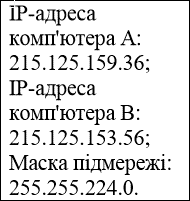 IP-адреса
комп'ютера A:
215.125.159.36;
IP-адреса
комп'ютера B:
215.125.153.56;
Маска підмережі:
255.255.224.0.